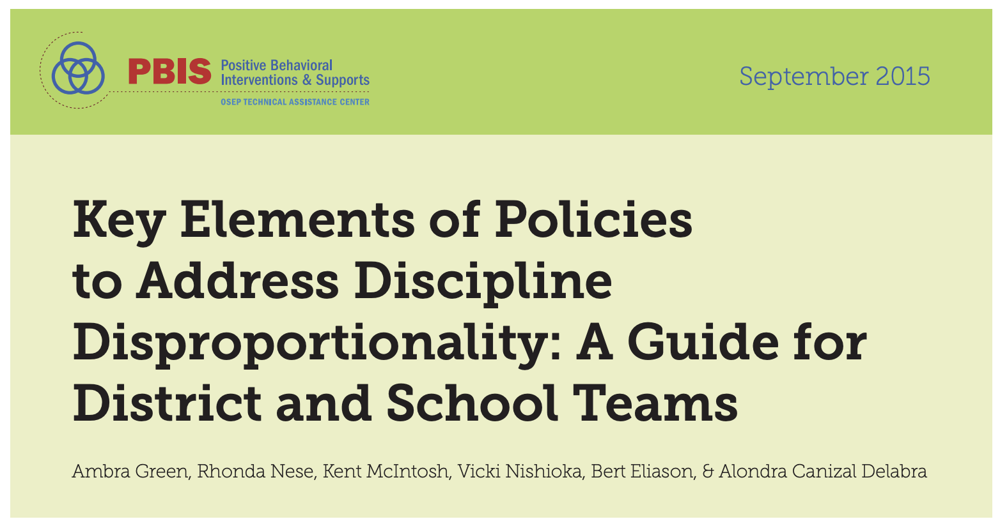 PBIS
Positive Behavioral
Interventions & Supports
OSEP TECHNICAL ASSISTANCE CENTER
September 2015
Key Elements of Policies
to Address Discipline
Disproportionality: A Guide for
District and School Teams
Ambra Green, Rhonda Nese, Kent McIntosh, Vicki Nishioka, Bert Eliason, & Alondra Canizal Delabra